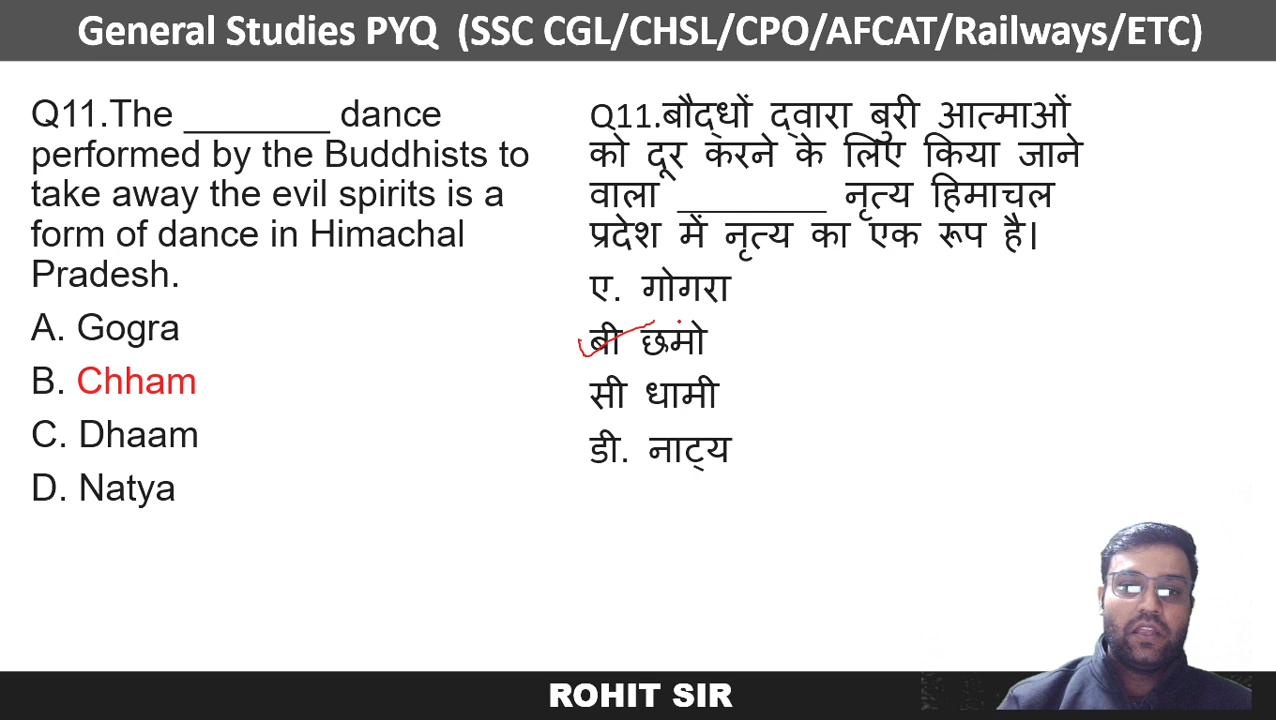 General Studies PYQ (SSC CGL/CHSL/CPO/AFCAT/Railways/ETC)
Q11.The _______ dance
performed by the Buddhists to
take away the evil spirits is a
form of dance in Himachal
Pradesh.
A. Gogra
B. Chham
C. Dhaam
D. Natya
Q11.बौद्धों द्वारा बुरी आत्माओं
को दूर करने के लिए किया जाने
वाला ________ नृत्य हिमाचल
प्रदेश में नृत्य का एक रूप है।
ए. गोगरा
बी छमो
सी धामी
डी. नाट्य
ROHIT SIR